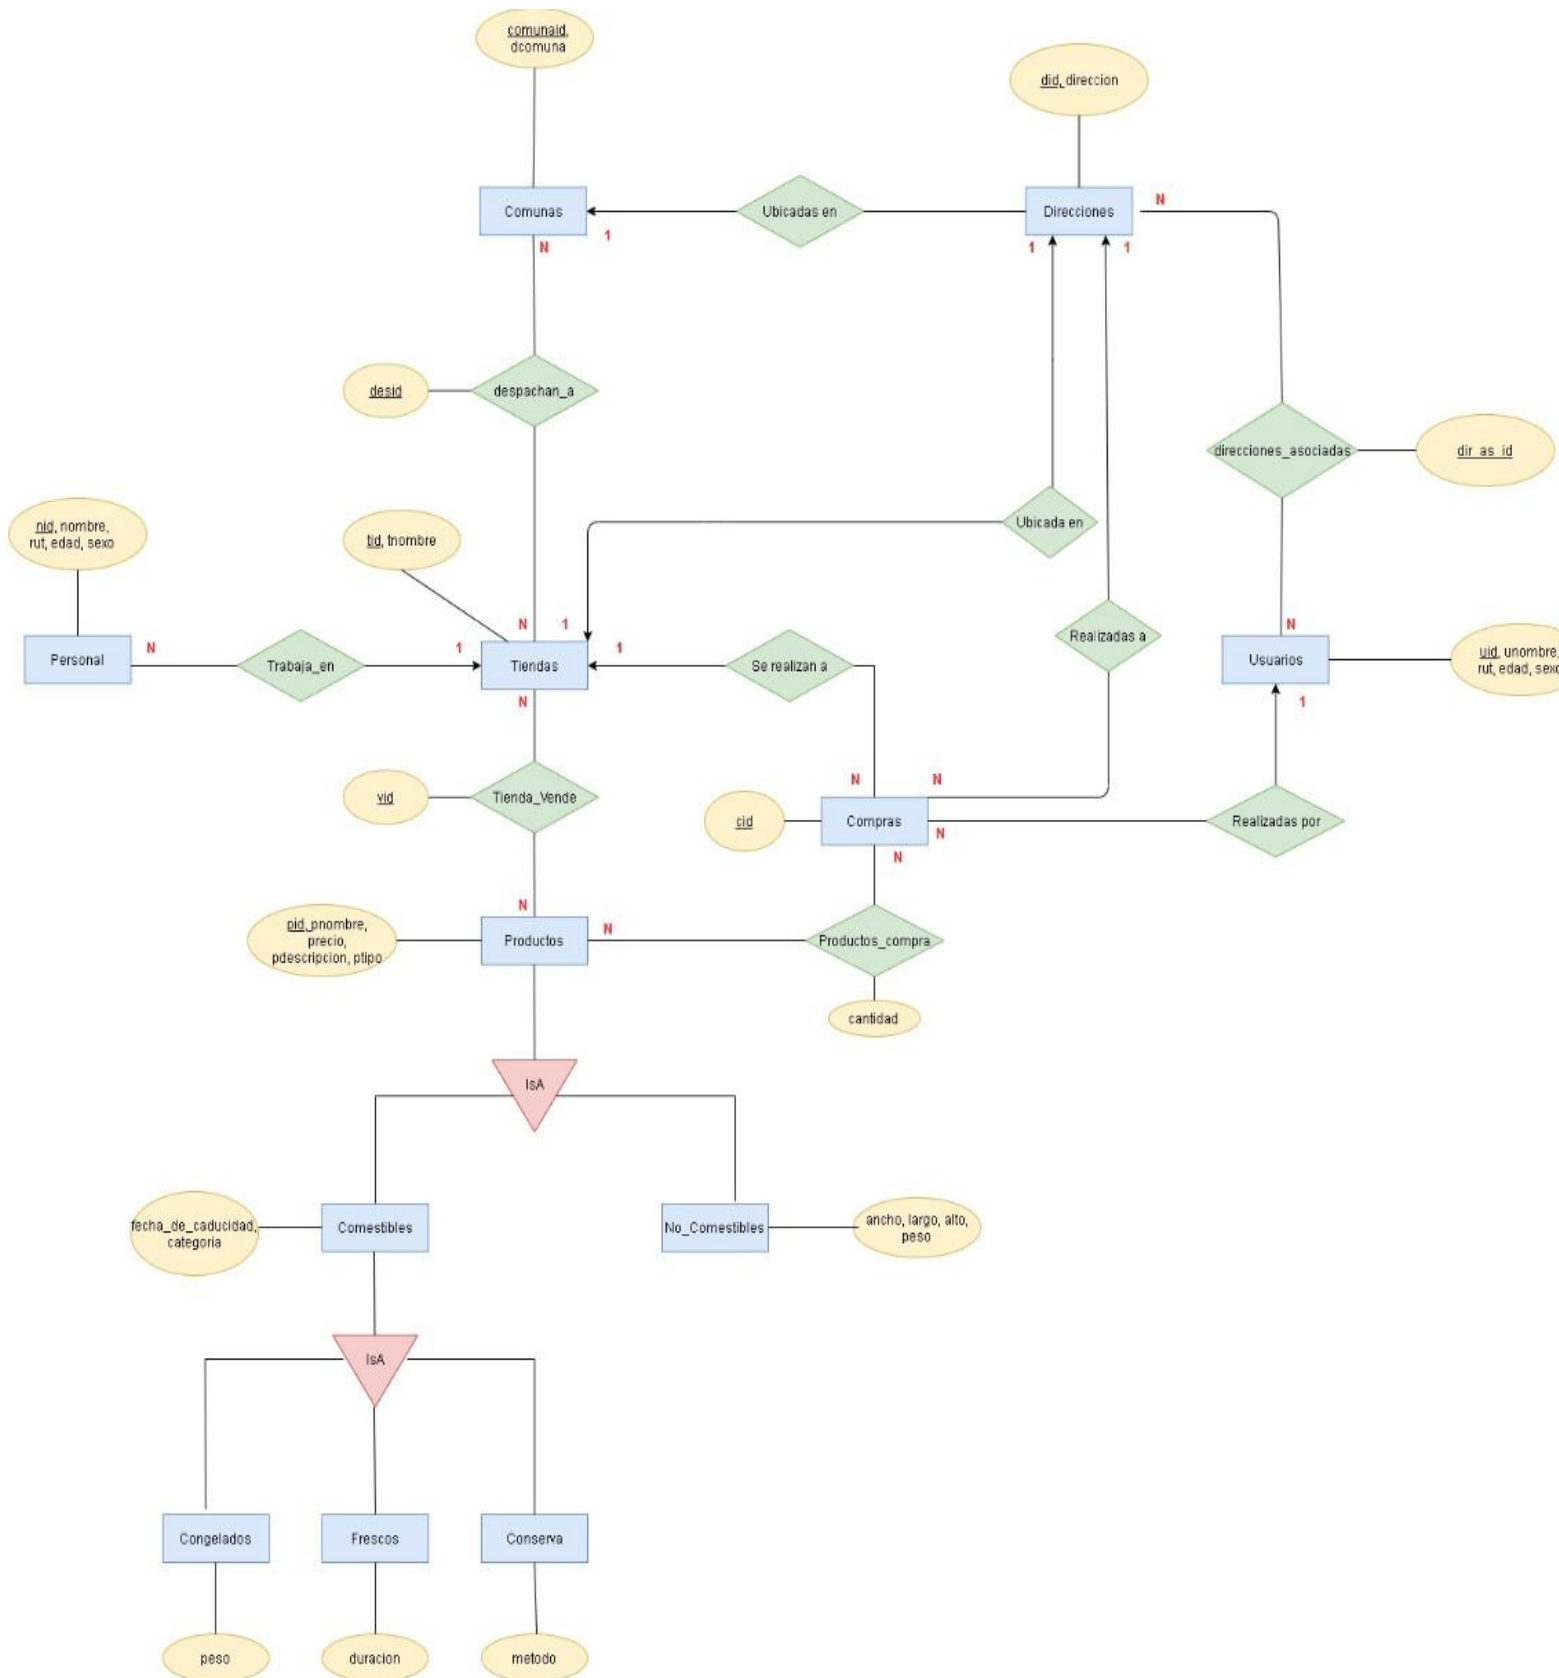 comunaid,
dcomuna
did, direccion
Comunas
Ubicadas en
Direcciones
N
1
N
1
1
desid
despachan_a
direcciones_asociadas
dir_as_id
nid, nombre,
rut, edad, sexo
tid, tnombre
Ubicada en
Realizadas a
N
1
N
1
1
N
Personal
Trabaja_en
Tiendas
Se realizan a
Usuarios
uid, unombre,
rut, edad, sexo
N
1
N
N
vid
Tienda_Vende
cid
Compras
N
Realizadas por
N
N
N
pid, pnombre,
precio,
pdescripcion, ptipo
Productos
Productos_compra
cantidad
IsA
fecha_de_caducidad,
categoria
Comestibles
No_Comestibles
ancho, largo, alto,
peso
IsA
Congelados
Frescos
Conserva
peso
duracion
metodo